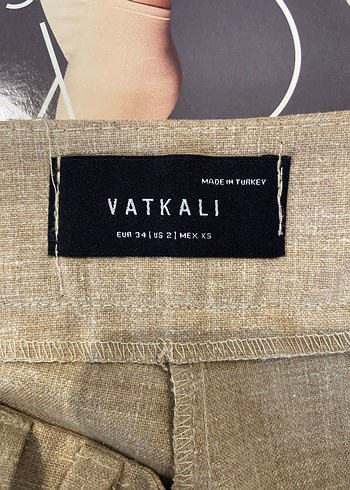 MADE IN TURKEY
VATKALI
EUR 34 | US 2 | MEX XS